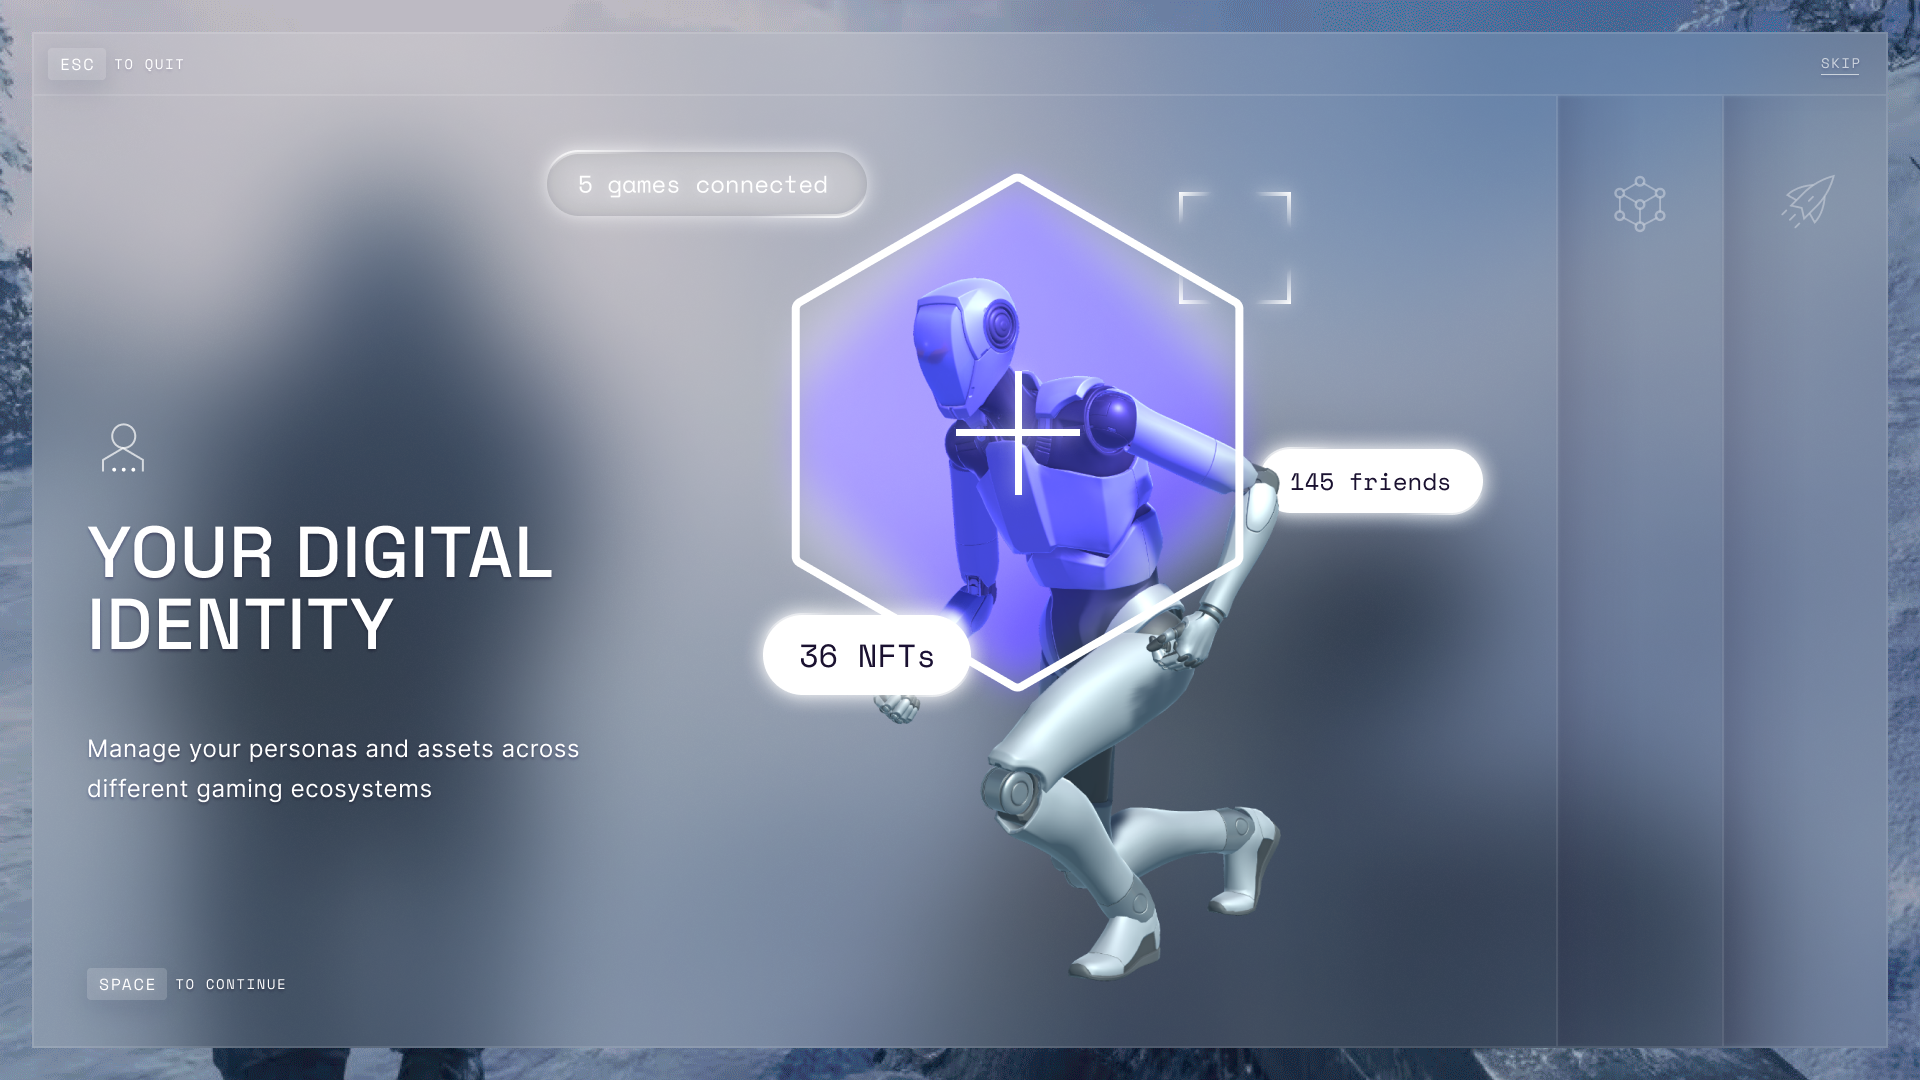 ESC TO QUIT
SKIP
5 games connected
145 friends
36 NFTs
YOUR DIGITAL
IDENTITY
Manage your personas and assets across
different gaming ecosystems
SPACE TO CONTINUE